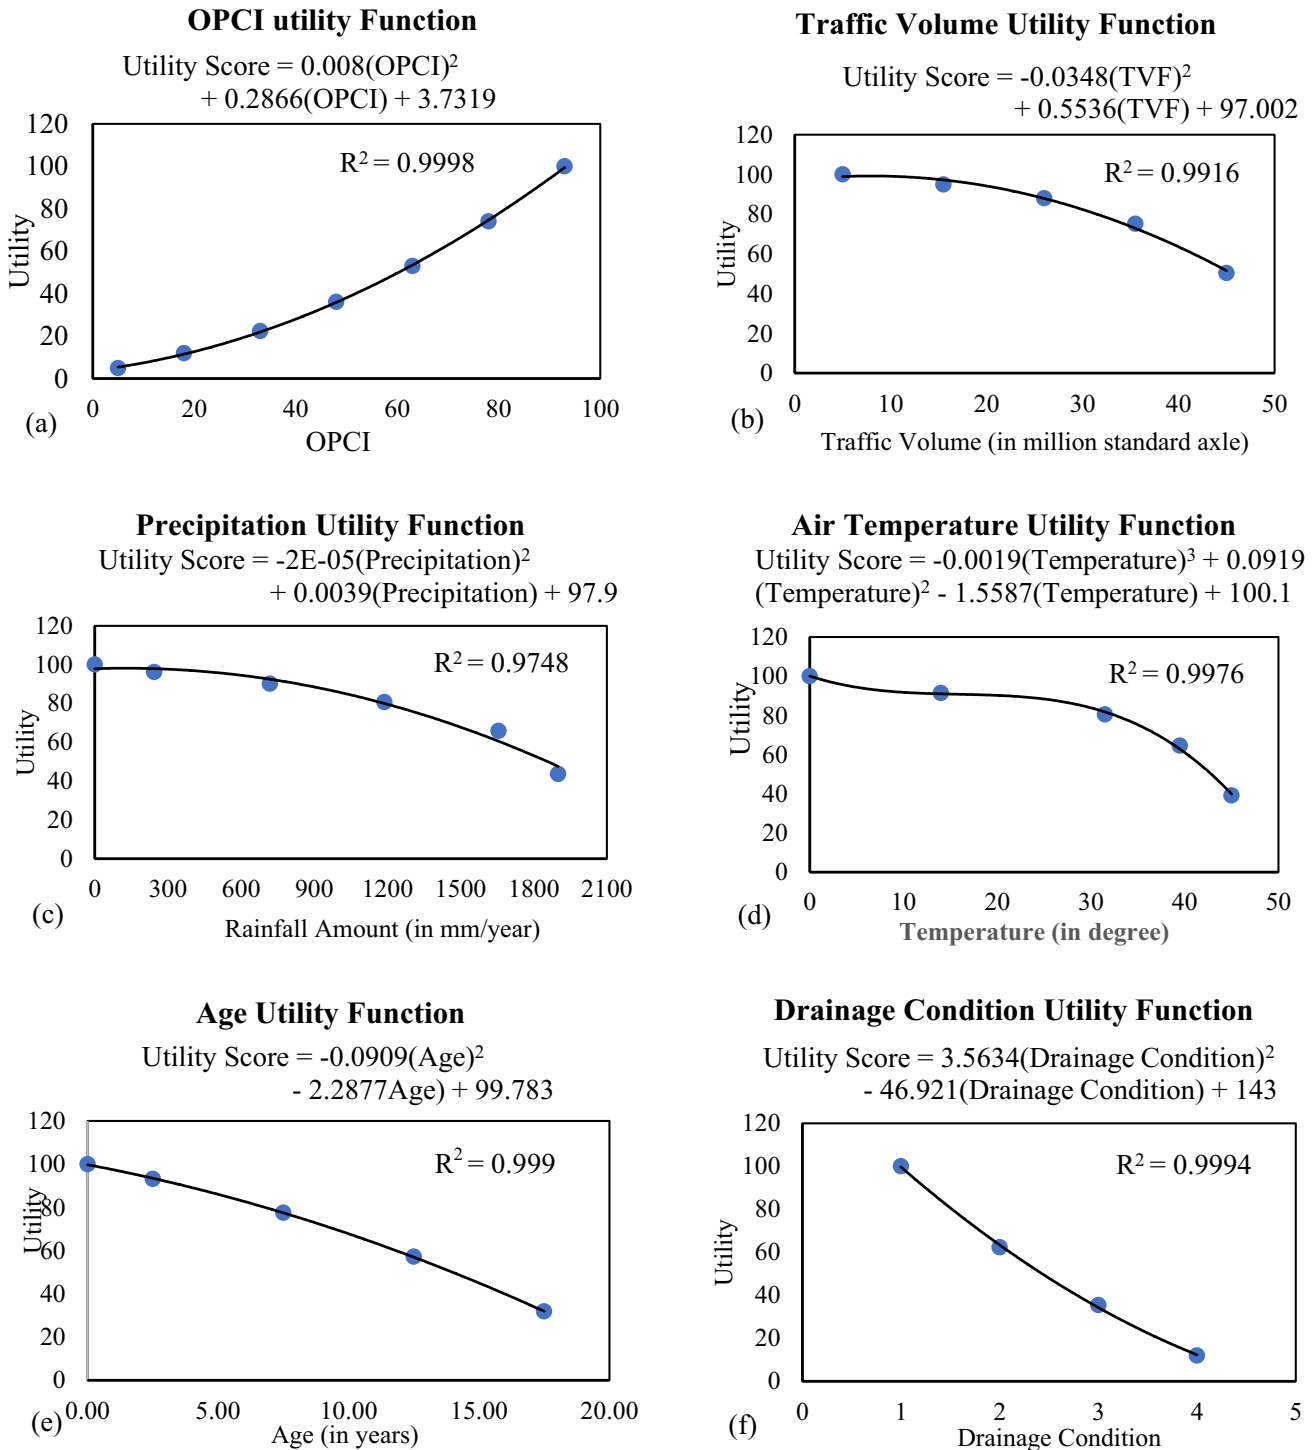 OPCI utility Function
Utility Score = 0.008(OPCI)²
+ 0.2866(OPCI) + 3.7319
R² = 0.9998
120
100
80
60
40
20
0
Utility
0 20 40 60 80 100
(a)
OPCI
Traffic Volume Utility Function
Utility Score = -0.0348(TVF)²
+ 0.5536(TVF) + 97.002
R² = 0.9916
120
100
80
60
40
20
0
Utility
0 10 20 30 40 50
(b)
Traffic Volume (in million standard axle)
Precipitation Utility Function
Utility Score = -2E-05(Precipitation)²
+ 0.0039(Precipitation) + 97.9
R² = 0.9748
120
100
80
60
40
20
0
Utility
0 300 600 900 1200 1500 1800 2100
(c)
Rainfall Amount (in mm/year)
Air Temperature Utility Function
Utility Score = -0.0019(Temperature)³ + 0.0919
(Temperature)² - 1.5587(Temperature) + 100.1
R² = 0.9976
120
100
80
60
40
20
0
Utility
0 10 20 30 40 50
(d)
Temperature (in degree)
Age Utility Function
Utility Score = -0.0909(Age)²
- 2.2877Age) + 99.783
R² = 0.999
120
100
80
60
40
20
0
Utility
0.00 5.00 10.00 15.00 20.00
(e)
Age (in years)
Drainage Condition Utility Function
Utility Score = 3.5634(Drainage Condition)²
- 46.921(Drainage Condition) + 143
R² = 0.9994
120
100
80
60
40
20
0
Utility
0 1 2 3 4 5
(f)
Drainage Condition